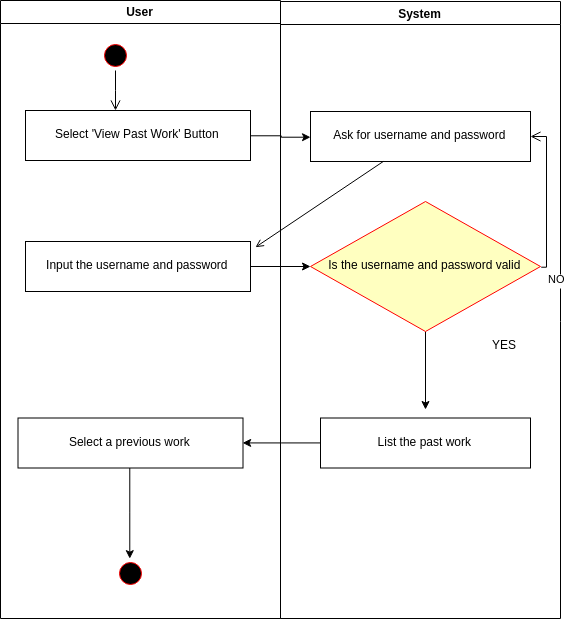 User
System
Select 'View Past Work' Button
Ask for username and password
Input the username and password
Is the username and password valid
NO
YES
Select a previous work
List the past work